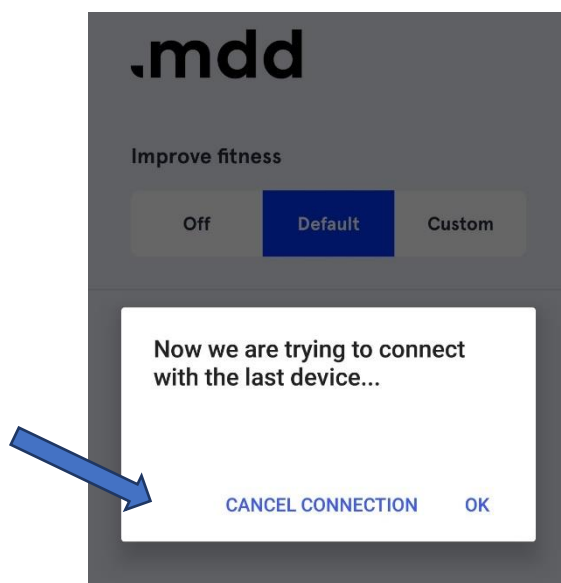 .mdd
Improve fitness
Off Default Custom
Now we are trying to connect
with the last device...
CANCEL CONNECTION OK